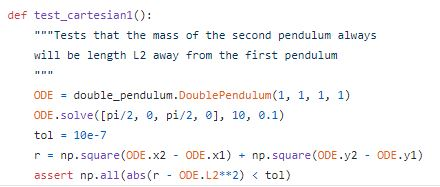 def test_cartesian1():
    """Tests that the mass of the second pendulum always
    will be length L2 away from the first pendulum
    """
    ODE = double_pendulum.DoublePendulum(1, 1, 1, 1)
    ODE.solve([pi/2, 0, pi/2, 0], 10, 0.1)
    tol = 10e-7
    r = np.square(ODE.x2 - ODE.x1) + np.square(ODE.y2 - ODE.y1)
    assert np.all(abs(r - ODE.L2**2) < tol)